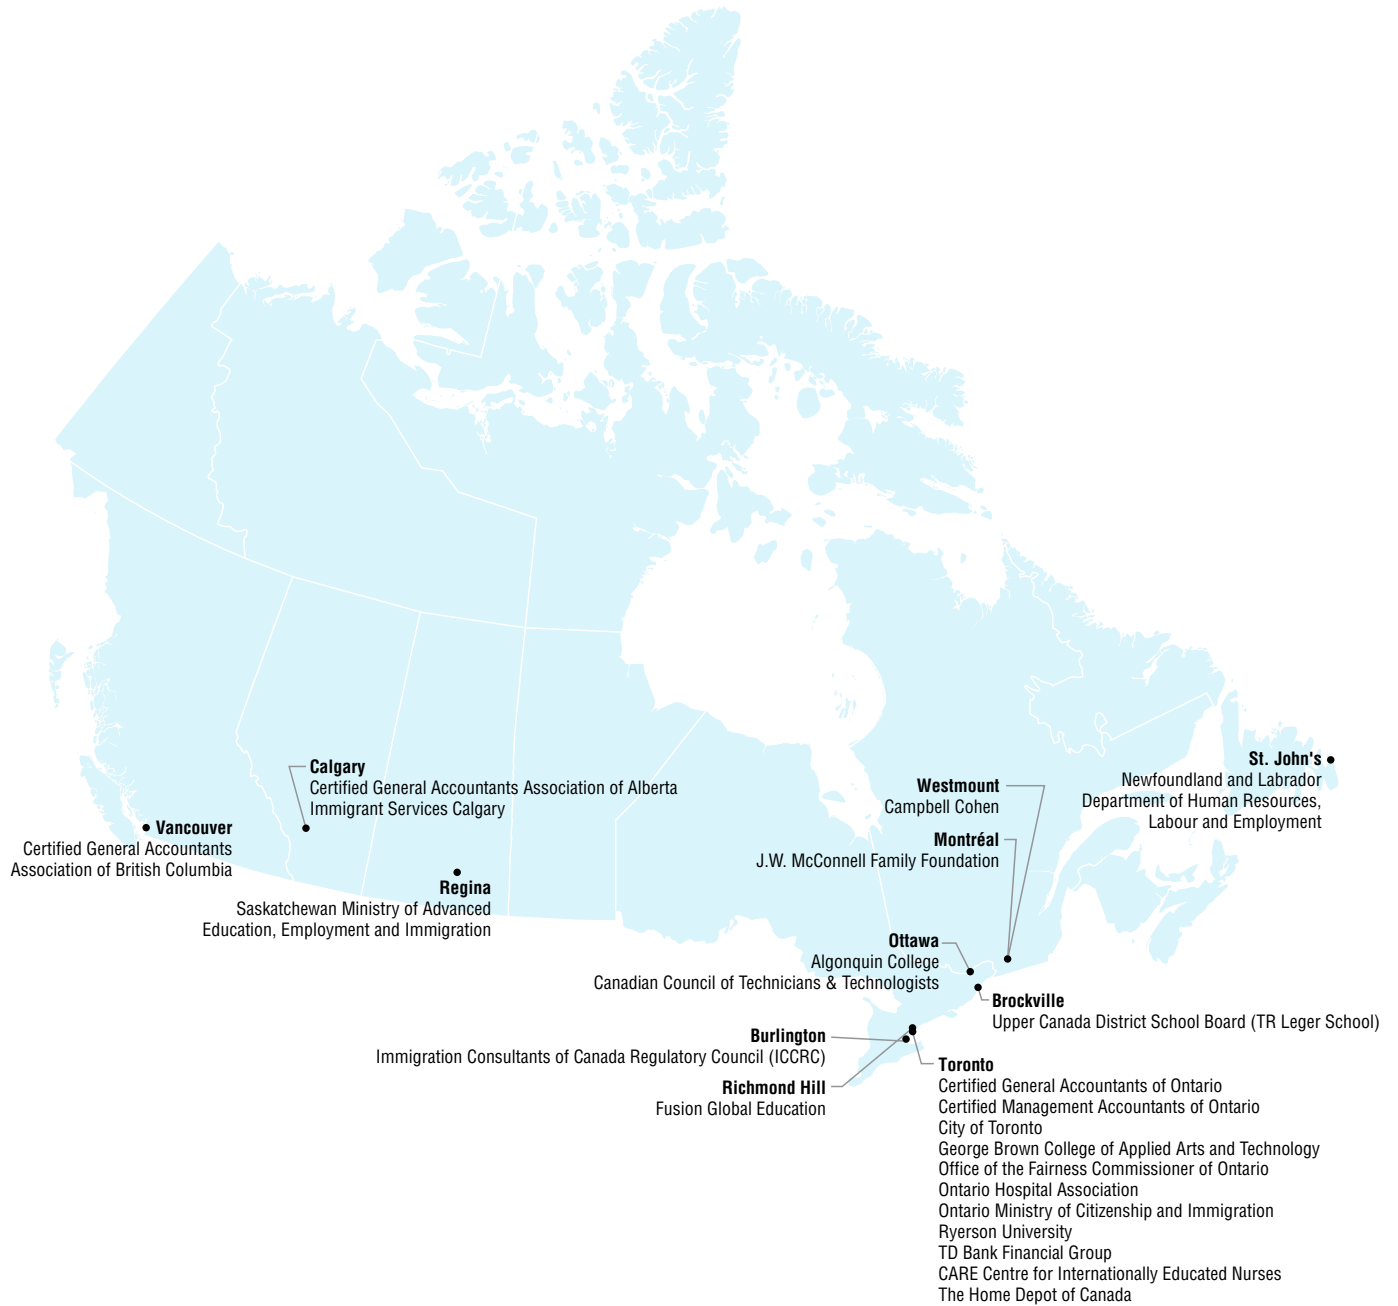 Calgary
Certified General Accountants Association of Alberta
Immigrant Services Calgary
Vancouver
Certified General Accountants
Association of British Columbia
Regina
Saskatchewan Ministry of Advanced
Education, Employment and Immigration
St. John's
Newfoundland and Labrador
Department of Human Resources,
Labour and Employment
Westmount
Campbell Cohen
Montréal
J.W. McConnell Family Foundation
Ottawa
Algonquin College
Canadian Council of Technicians & Technologists
Brockville
Upper Canada District School Board (TR Leger School)
Burlington
Immigration Consultants of Canada Regulatory Council (ICCRC)
Richmond Hill
Fusion Global Education
Toronto
Certified General Accountants of Ontario
Certified Management Accountants of Ontario
City of Toronto
George Brown College of Applied Arts and Technology
Office of the Fairness Commissioner of Ontario
Ontario Hospital Association
Ontario Ministry of Citizenship and Immigration
Ryerson University
TD Bank Financial Group
CARE Centre for Internationally Educated Nurses
The Home Depot of Canada